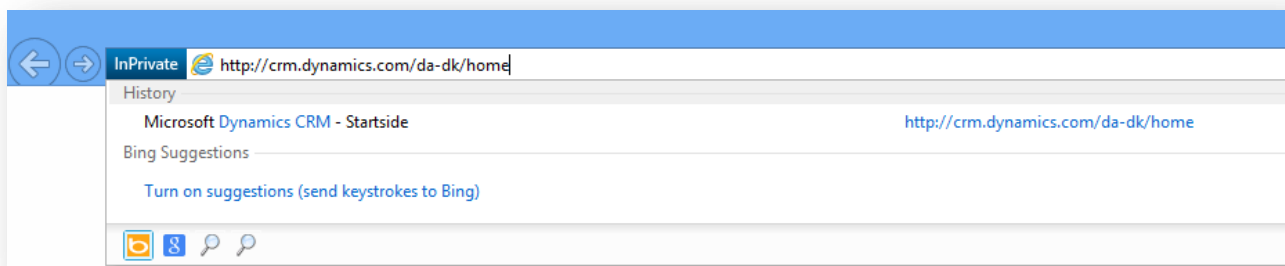 InPrivate http://crm.dynamics.com/da-dk/home
History
Microsoft Dynamics CRM - Startside http://crm.dynamics.com/da-dk/home
Bing Suggestions
Turn on suggestions (send keystrokes to Bing)